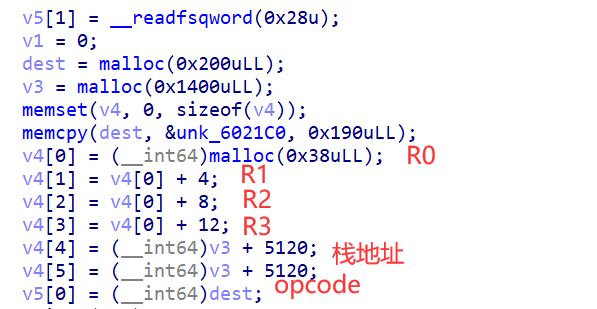 v5[1] = __readfsqword(0x28u);
v1 = 0;
dest = malloc(0x200uLL);
v3 = malloc(0x1400uLL);
memset(v4, 0, sizeof(v4));
memcpy(dest, &unk_6021C0, 0x190uLL);
v4[0] = (__int64)malloc(0x38uLL); R0
v4[1] = v4[0] + 4; R1
v4[2] = v4[0] + 8; R2
v4[3] = v4[0] + 12; R3
v4[4] = (__int64)v3 + 5120; 栈地址
v4[5] = (__int64)v3 + 5120;
v5[0] = (__int64)dest; opcode